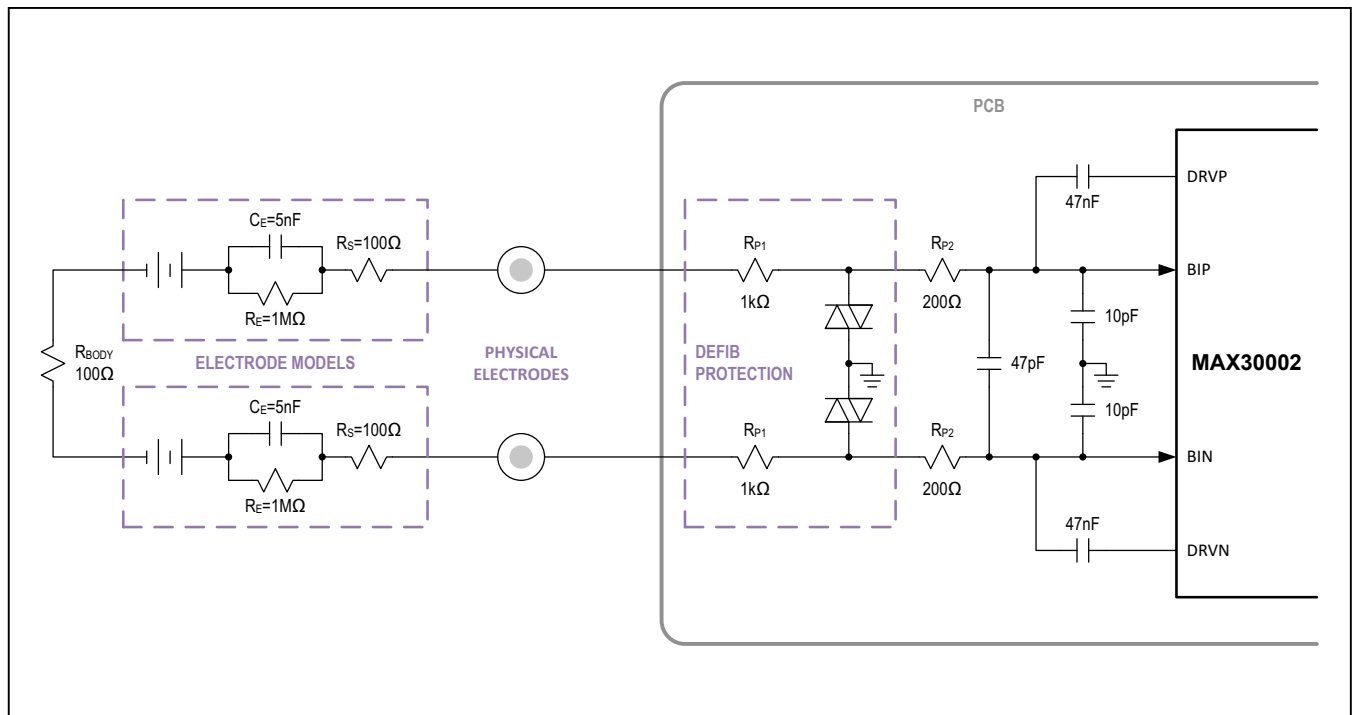 PCB
DRVP
47nF
CE=5nF
RS=100Ω
RP1
RP2
BIP
1kΩ
200Ω
RE=1MΩ
10pF
RBODY
100Ω
ELECTRODE MODELS
PHYSICAL
ELECTRODES
DEFIB
PROTECTION
47pF
MAX30002
CE=5nF
RS=100Ω
10pF
RP1
RP2
BIN
1kΩ
200Ω
RE=1MΩ
47nF
DRVN